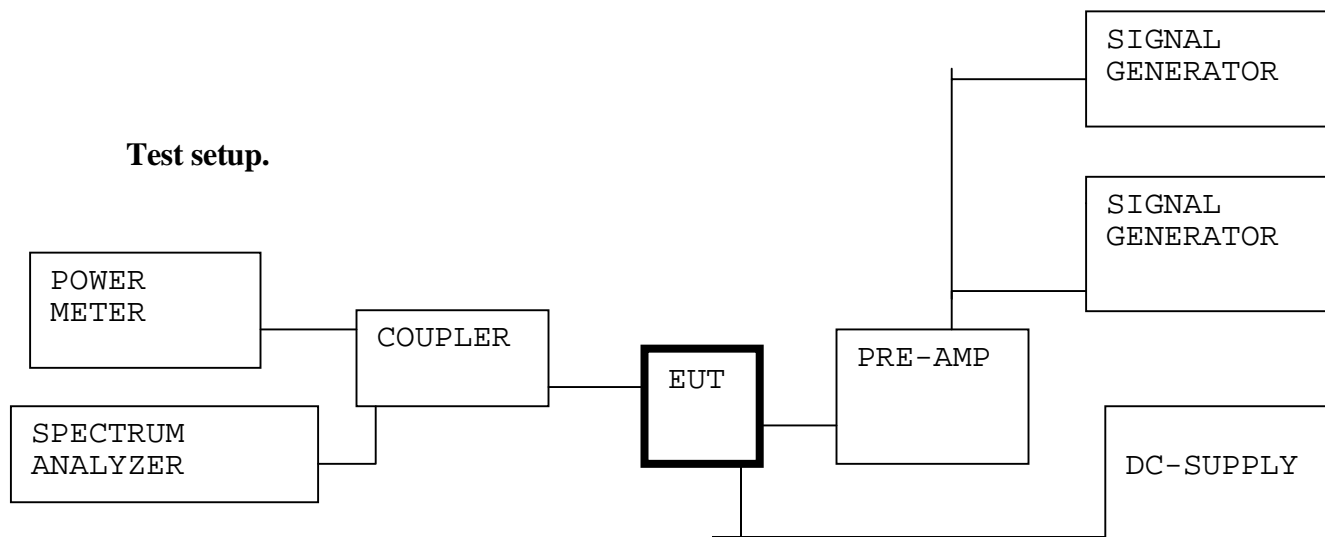 SIGNAL
GENERATOR
Test setup.
SIGNAL
GENERATOR
POWER
METER
COUPLER
PRE-AMP
EUT
SPECTRUM
ANALYZER
DC-SUPPLY